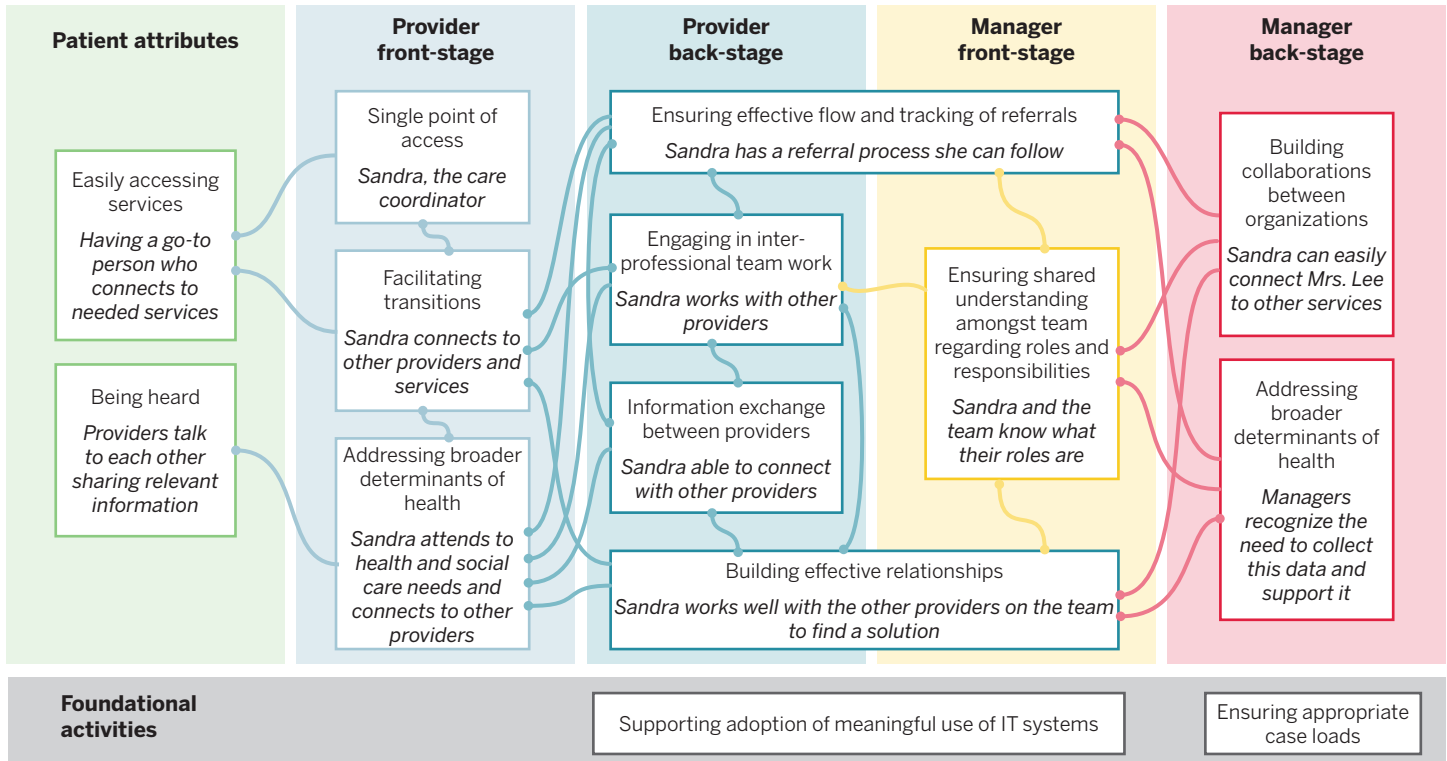 Patient attributes
Provider
front-stage
Provider
back-stage
Manager
front-stage
Manager
back-stage
Easily accessing
services
Having a go-to
person who
connects to
needed services
Being heard
Providers talk
to each other
sharing relevant
information
Single point of
access
Sandra, the care
coordinator
Facilitating
transitions
Sandra connects to
other providers and
services
Addressing broader
determinants of
health
Sandra attends to
health and social
care needs and
connects to other
providers
Ensuring effective flow and tracking of referrals
Sandra has a referral process she can follow
Engaging in inter-
professional team work
Sandra works with other
providers
Information exchange
between providers
Sandra able to connect
with other providers
Building effective relationships
Sandra works well with the other providers on the team
to find a solution
Ensuring shared
understanding
amongst team
regarding roles and
responsibilities
Sandra and the
team know what
their roles are
Building
collaborations
between
organizations
Sandra can easily
connect Mrs. Lee
to other services
Addressing
broader
determinants of
health
Managers
recognize the
need to collect
this data and
support it
Foundational
activities
Supporting adoption of meaningful use of IT systems
Ensuring appropriate
case loads